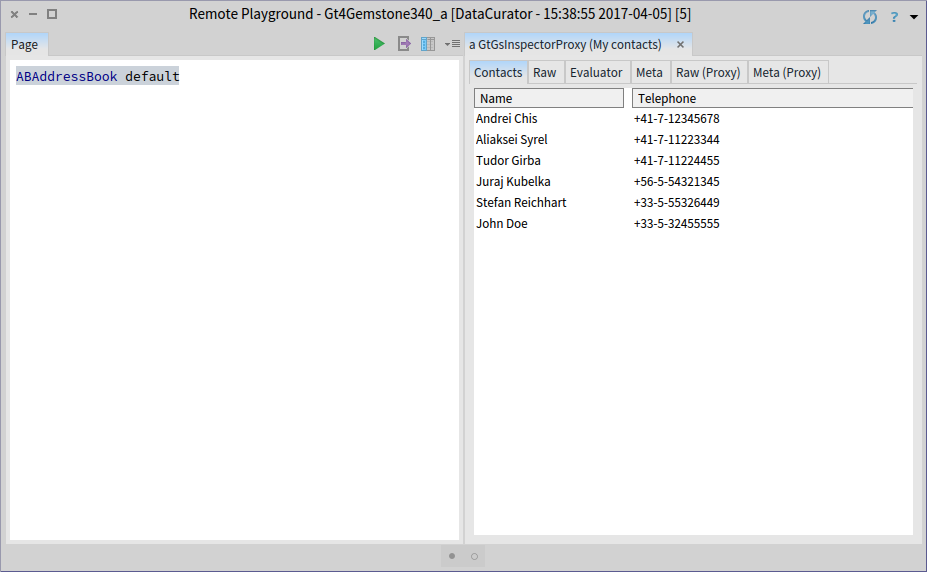 Remote Playground - Gt4Gemstone340_a [DataCurator - 15:38:55 2017-04-05] [5]
?
Page
a GtGsInspectorProxy (My contacts)
ABAddressBook default
Contacts Raw Evaluator Meta Raw (Proxy) Meta (Proxy)
Name Telephone
Andrei Chis +41-7-12345678
Aliaksei Syrel +41-7-11223344
Tudor Girba +41-7-11224455
Juraj Kubelka +56-5-54321345
Stefan Reichhart +33-5-55326449
John Doe +33-5-32455555